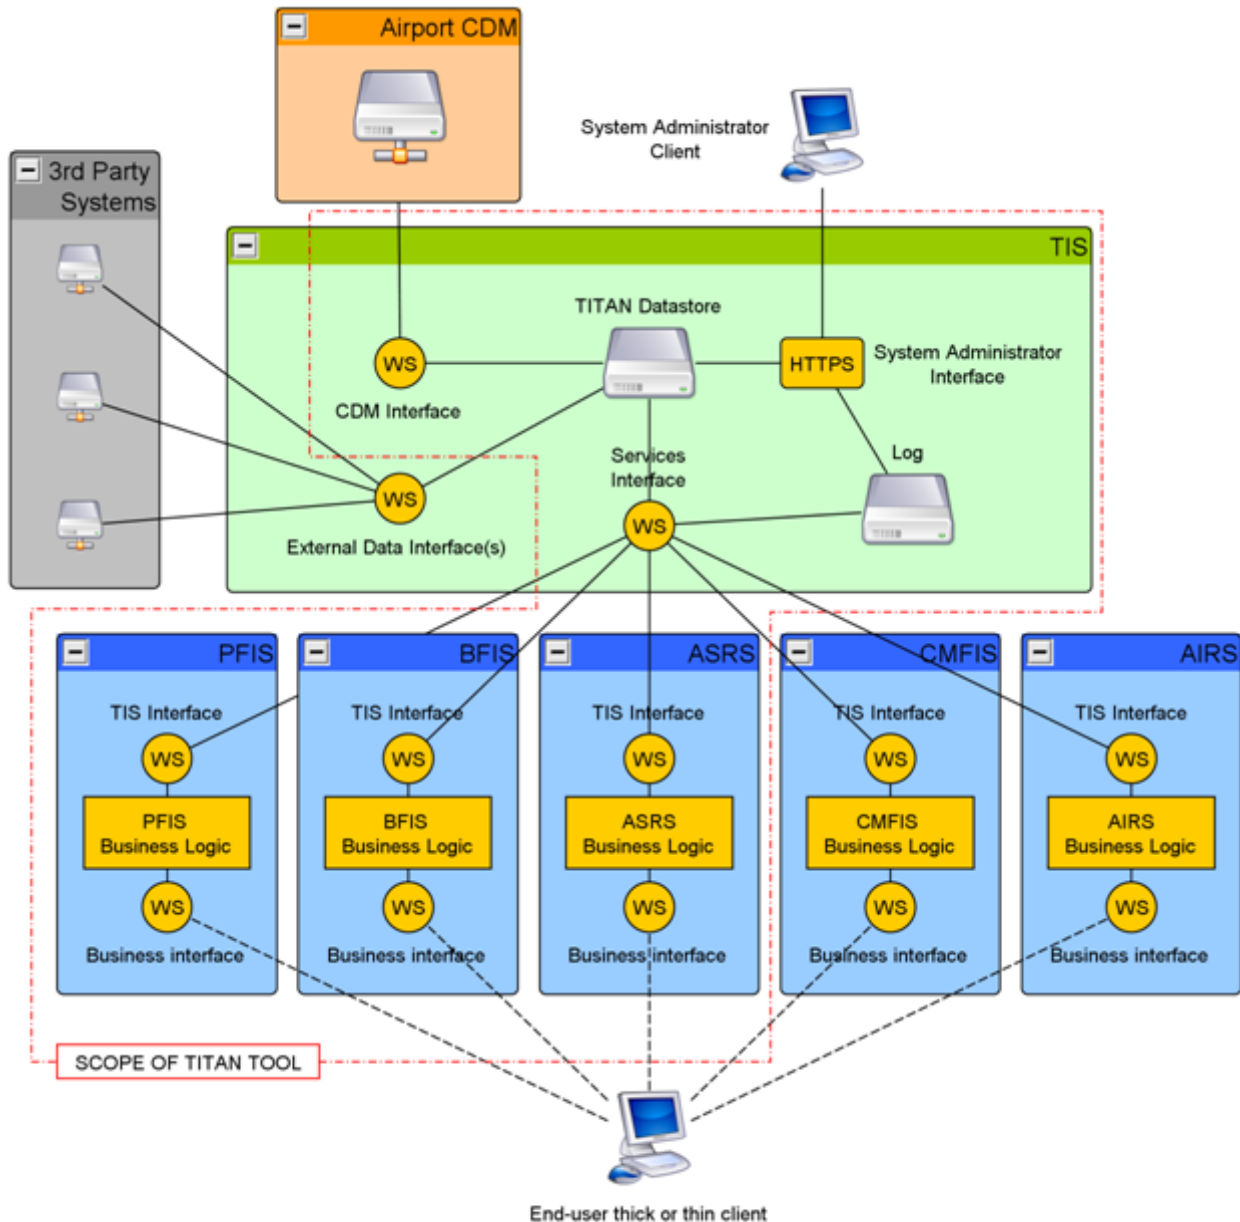 Airport CDM
System Administrator
Client
3rd Party
Systems
TIS
TITAN Datastore
WS
HTTPS
System Administrator
Interface
CDM Interface
Services
Interface
Log
WS
WS
External Data Interface(s)
PFIS
BFIS
ASRS
CMFIS
AIRS
TIS Interface
TIS Interface
TIS Interface
TIS Interface
TIS Interface
WS
WS
WS
WS
WS
PFIS
Business Logic
BFIS
Business Logic
ASRS
Business Logic
CMFIS
Business Logic
AIRS
Business Logic
WS
WS
WS
WS
WS
Business interface
Business interface
Business interface
Business interface
Business interface
SCOPE OF TITAN TOOL
End-user thick or thin client